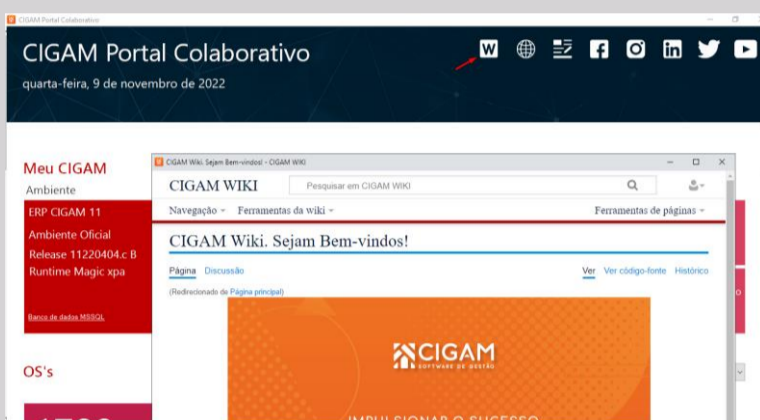 CIGAM Portal Colaborativo
CIGAM Portal Colaborativo
W
quarta-feira, 9 de novembro de 2022
Meu CIGAM
Ambiente
ERP CIGAM 11
Ambiente Oficial
Release 11220404.c B
Runtime Magic xpa
Banco de dados MSSQL
OS's
CIGAM Wiki. Sejam Bem-vindos! - CIGAM WIKI
CIGAM WIKI
Pesquisar em CIGAM WIKI
Navegação
Ferramentas da wiki
Ferramentas de páginas
CIGAM Wiki. Sejam Bem-vindos!
Página Discussão
Ver Ver código-fonte Histórico
(Redirecionado de Página principal)
CIGAM
SOFTWARE DE GESTÃO
IMPULSIONAR O SUCESSO